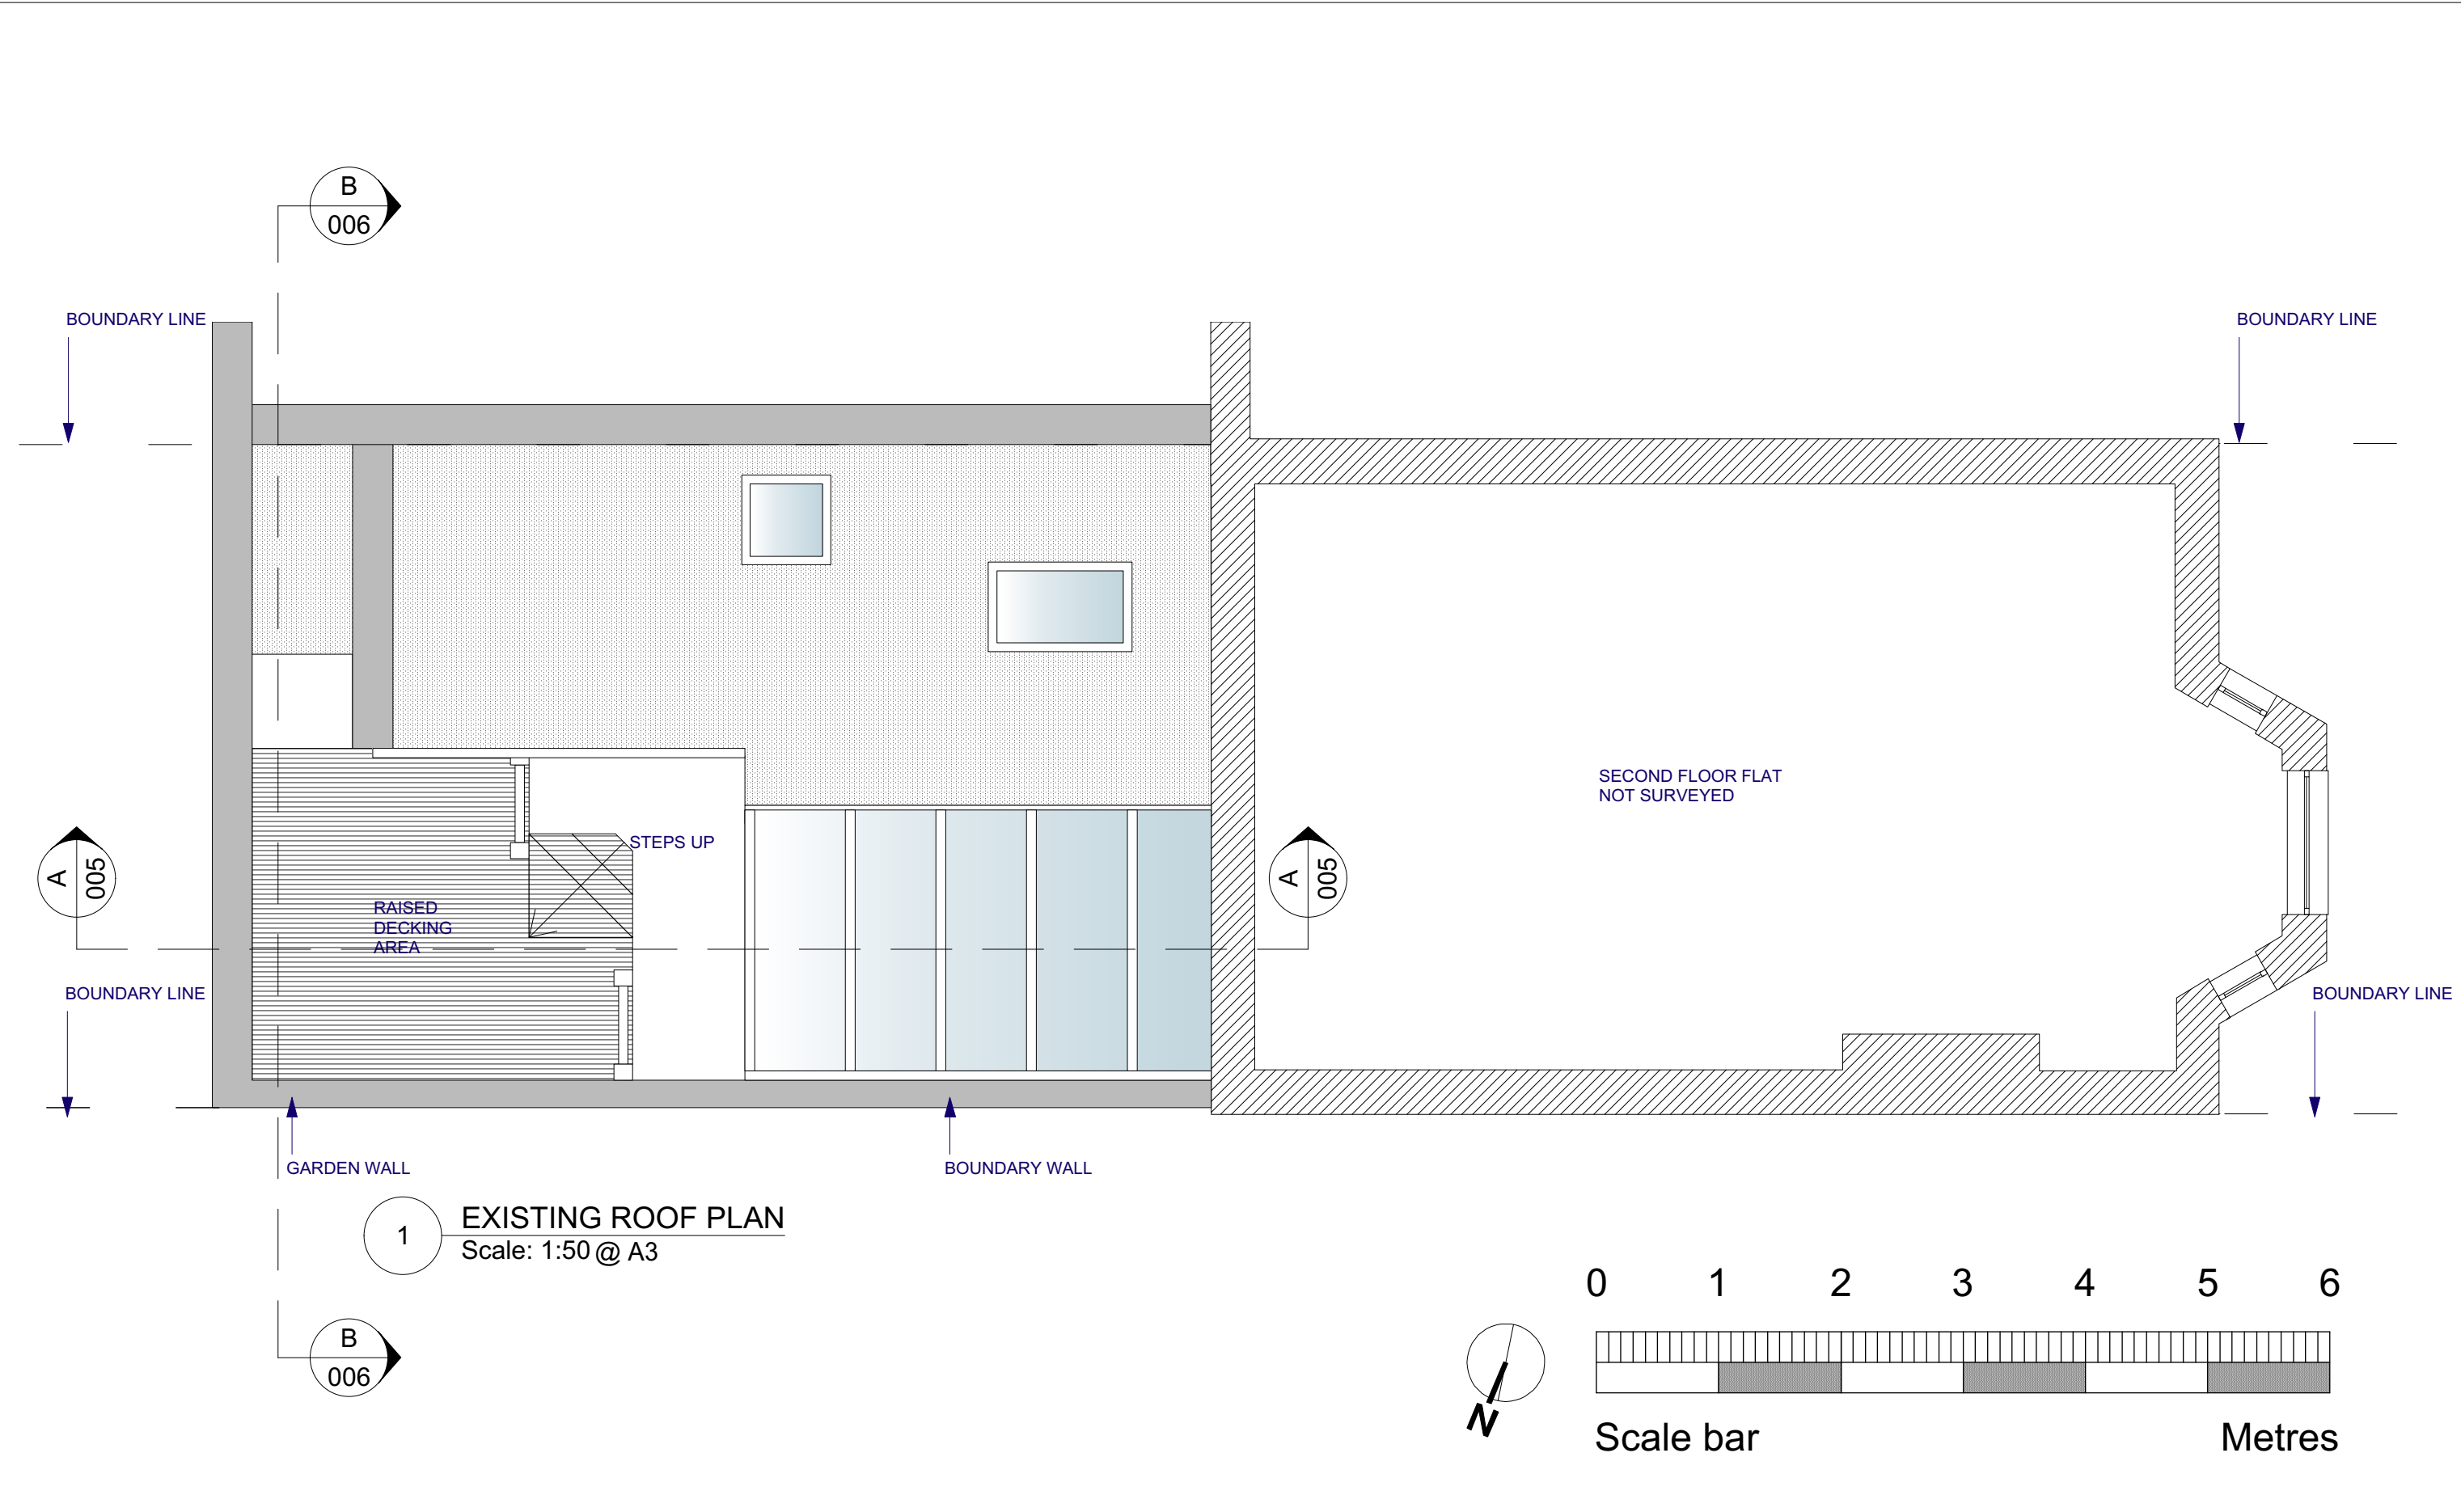 B
006
BOUNDARY LINE
BOUNDARY LINE
SECOND FLOOR FLAT
NOT SURVEYED
STEPS UP
A
005
A
005
RAISED
DECKING
AREA
BOUNDARY LINE
BOUNDARY LINE
GARDEN WALL
BOUNDARY WALL
1
EXISTING ROOF PLAN
Scale: 1:50 @ A3
B
006
0 1 2 3 4 5 6
N
Scale bar
Metres